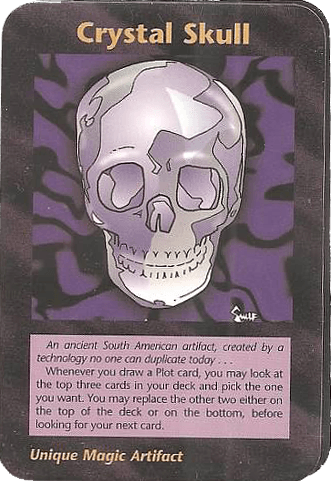 Crystal Skull
An ancient South American artifact, created by a
technology no one can duplicate today . . .
Whenever you draw a Plot card, you may look at
the top three cards in your deck and pick the one
you want. You may replace the other two either on
the top of the deck or on the bottom, before
looking for your next card.
Unique Magic Artifact